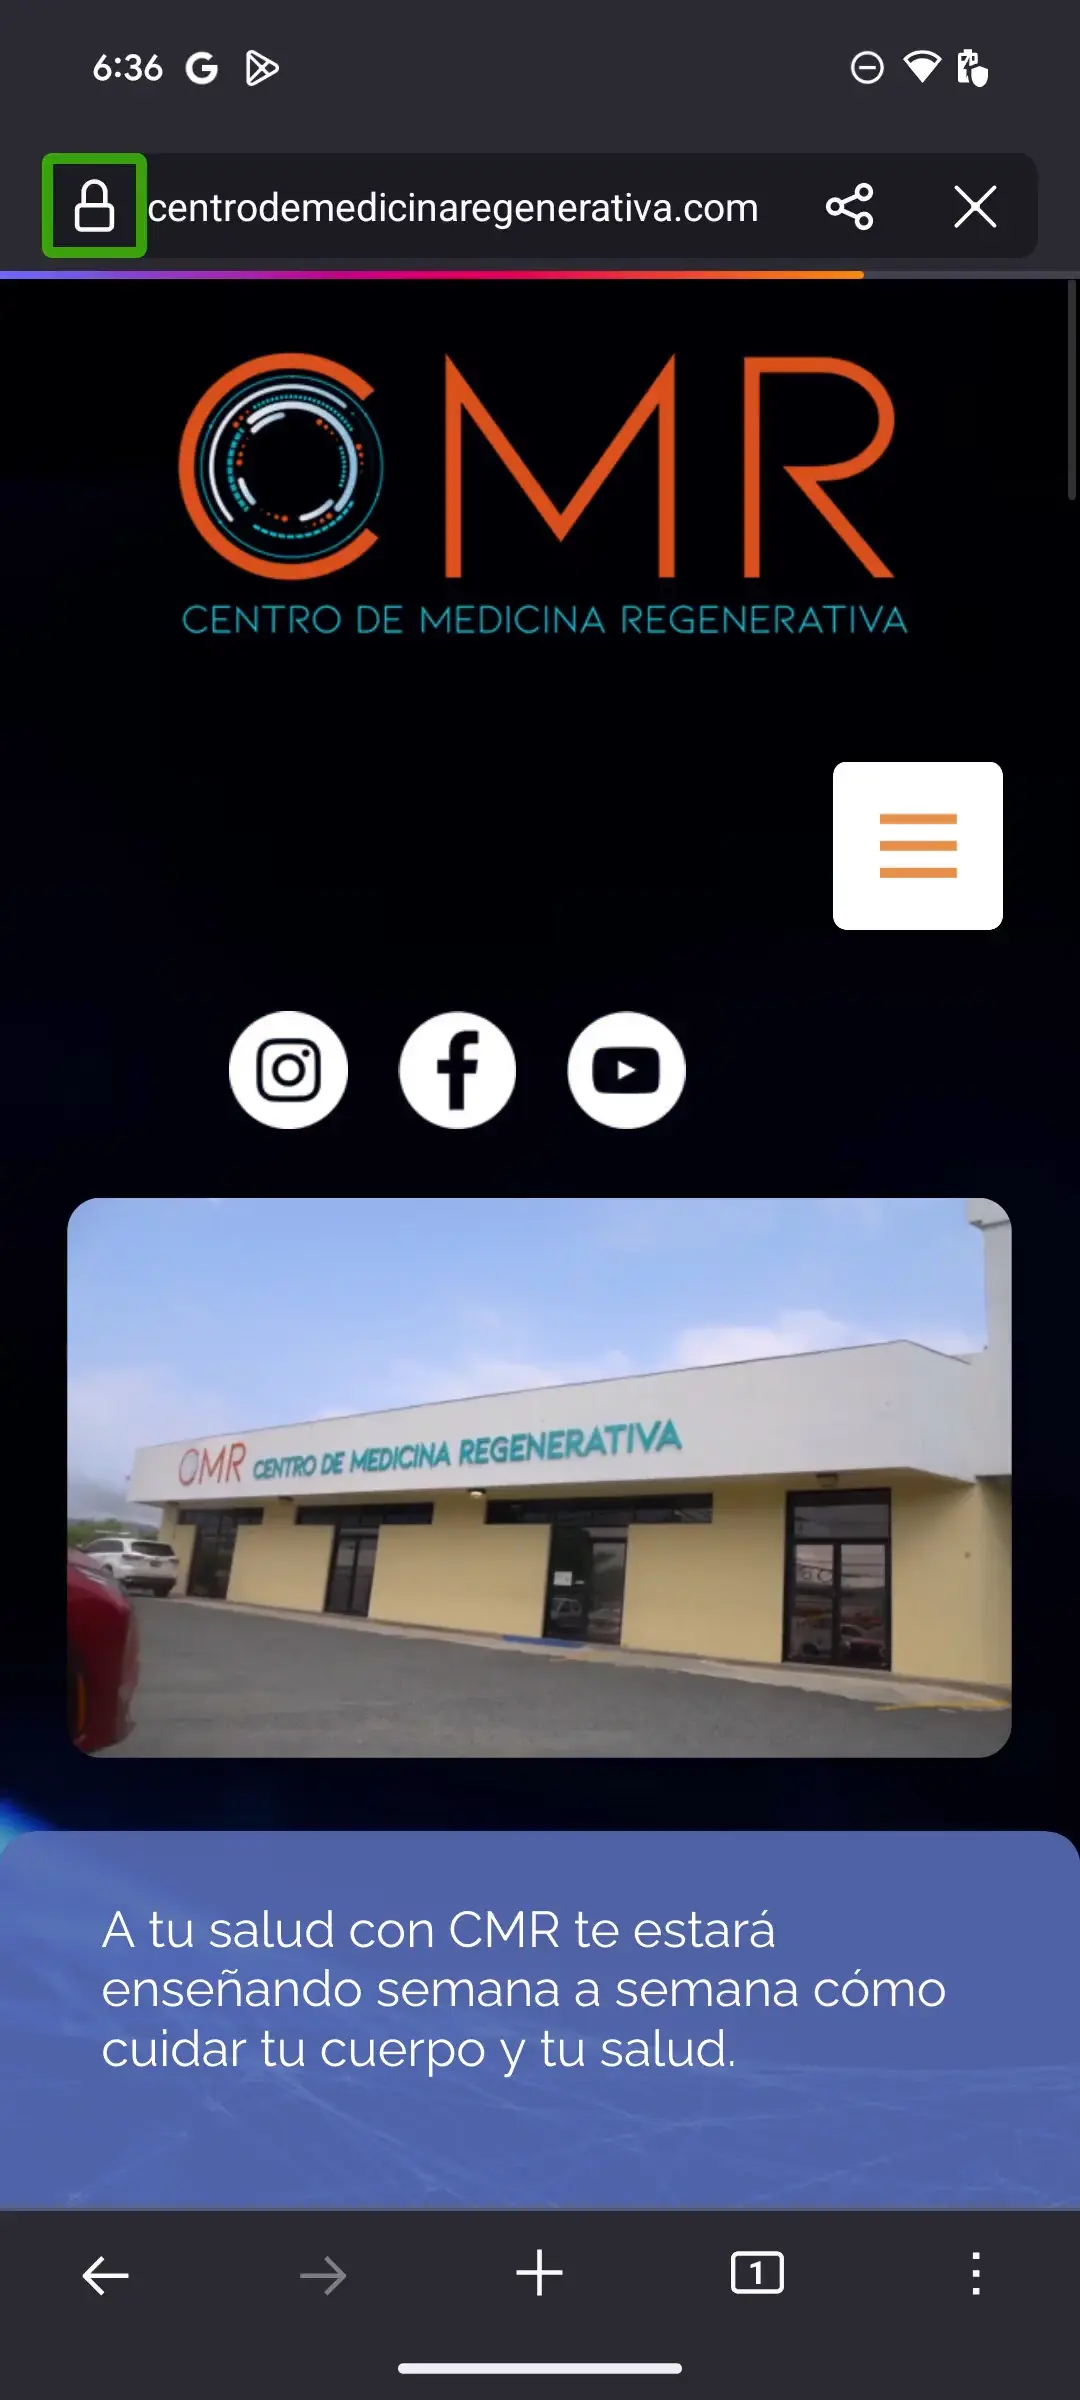 6:36
centrodemedicinaregenerativa.com
CMR
CENTRO DE MEDICINA REGENERATIVA
CMR CENTRO DE MEDICINA REGENERATIVA
A tu salud con CMR te estará
enseñando semana a semana cómo
cuidar tu cuerpo y tu salud.
1